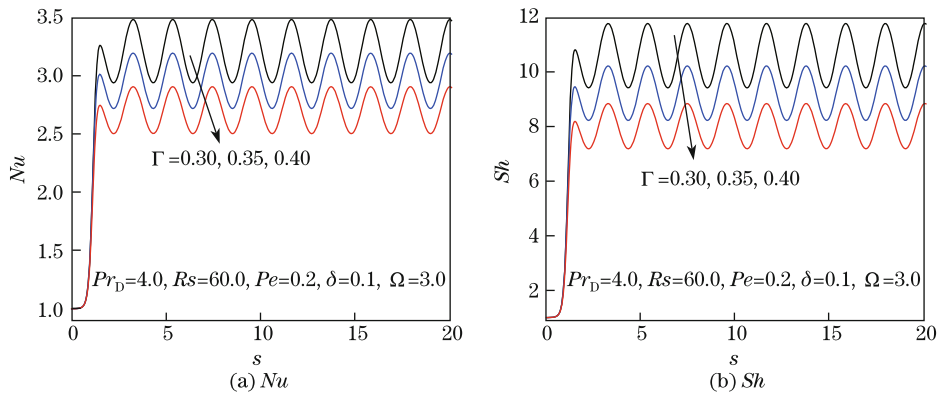 3.5
3.0
2.5
2.0
1.5
1.0
Nu
Γ=0.30, 0.35, 0.40
Pr_D=4.0, Rs=60.0, Pe=0.2, δ=0.1, Ω=3.0
0 5 10 15 20
s
(a) Nu
12
10
8
6
4
2
Sh
Γ=0.30, 0.35, 0.40
Pr_D=4.0, Rs=60.0, Pe=0.2, δ=0.1, Ω=3.0
0 5 10 15 20
s
(b) Sh